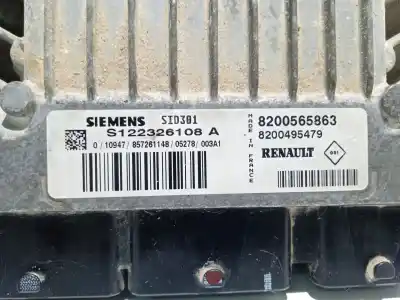 SIEMENS SID301
S122326108 A
0 / 10947 / 857261148 / 05278 / 003A1
MADE IN FRANCE
8200565863
8200495479
RENAULT